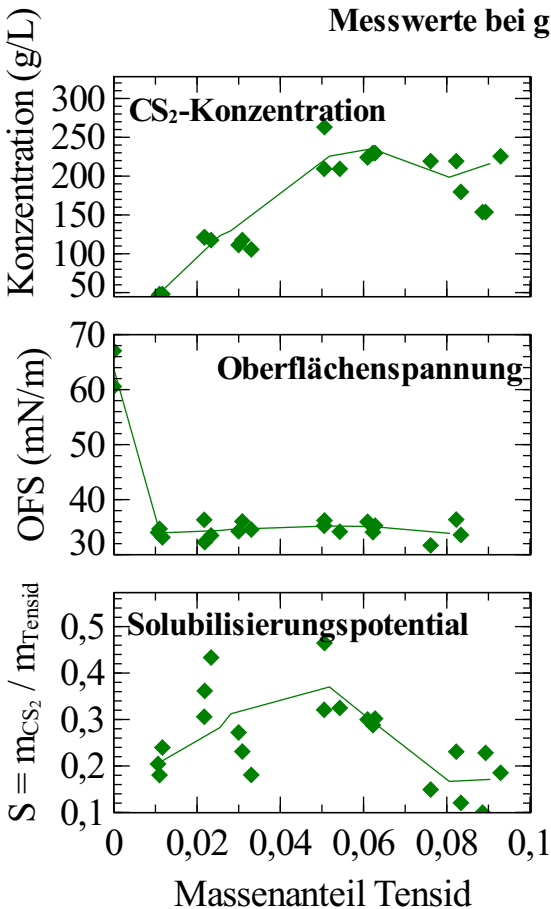 Messwerte bei g
Konzentration (g/L)
CS₂-Konzentration
300
250
200
150
100
50
OFS (mN/m)
Oberflächenspannung
70
60
50
40
30
S = m_CS₂ / m_Tensid
Solubilisierungspotential
0,5
0,4
0,3
0,2
0,1
0 0,02 0,04 0,06 0,08 0,1
Massenanteil Tensid